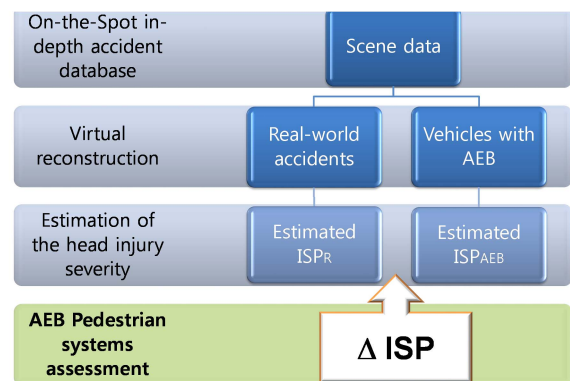 On-the-Spot in-
depth accident
database
Scene data
Virtual
reconstruction
Real-world
accidents
Vehicles with
AEB
Estimation of
the head injury
severity
Estimated
ISPR
Estimated
ISPAEB
AEB Pedestrian
systems
assessment
Δ ISP